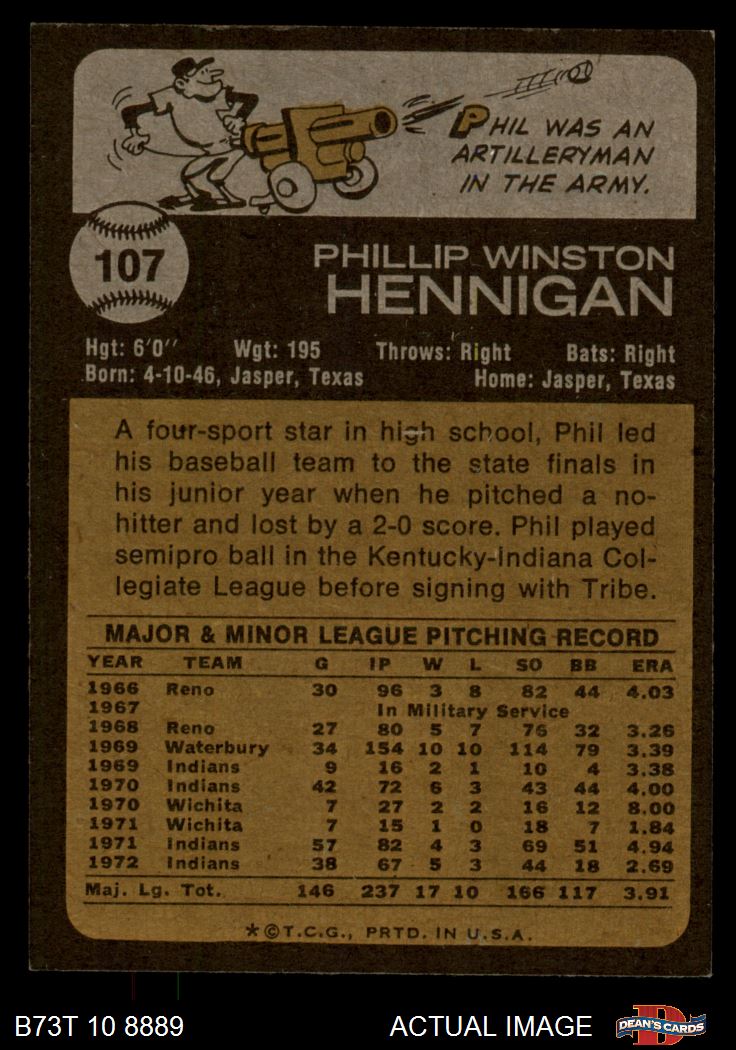 PHIL WAS AN
ARTILLERYMAN
IN THE ARMY.
107
PHILLIP WINSTON
HENNIGAN
Hgt: 6'0'' Wgt: 195 Throws: Right Bats: Right
Born: 4-10-46, Jasper, Texas Home: Jasper, Texas
A four-sport star in high school, Phil led
his baseball team to the state finals in
his junior year when he pitched a no-
hitter and lost by a 2-0 score. Phil played
semipro ball in the Kentucky-Indiana Col-
legiate League before signing with Tribe.
MAJOR & MINOR LEAGUE PITCHING RECORD
YEAR TEAM G IP W L SO BB ERA
1966 Reno 30 96 3 8 82 44 4.03
1967 In Military Service
1968 Reno 27 80 5 7 76 32 3.26
1969 Waterbury 34 154 10 10 114 79 3.39
1969 Indians 9 16 2 1 10 4 3.38
1970 Indians 42 72 6 3 43 44 4.00
1970 Wichita 7 27 2 2 16 12 8.00
1971 Wichita 7 15 1 0 18 7 1.84
1971 Indians 57 82 4 3 69 51 4.94
1972 Indians 38 67 5 3 44 18 2.69
Maj. Lg. Tot. 146 237 17 10 166 117 3.91
*©T.C.G., PRTD. IN U.S.A.
B73T 10 8889 ACTUAL IMAGE D DEAN'S CARDS